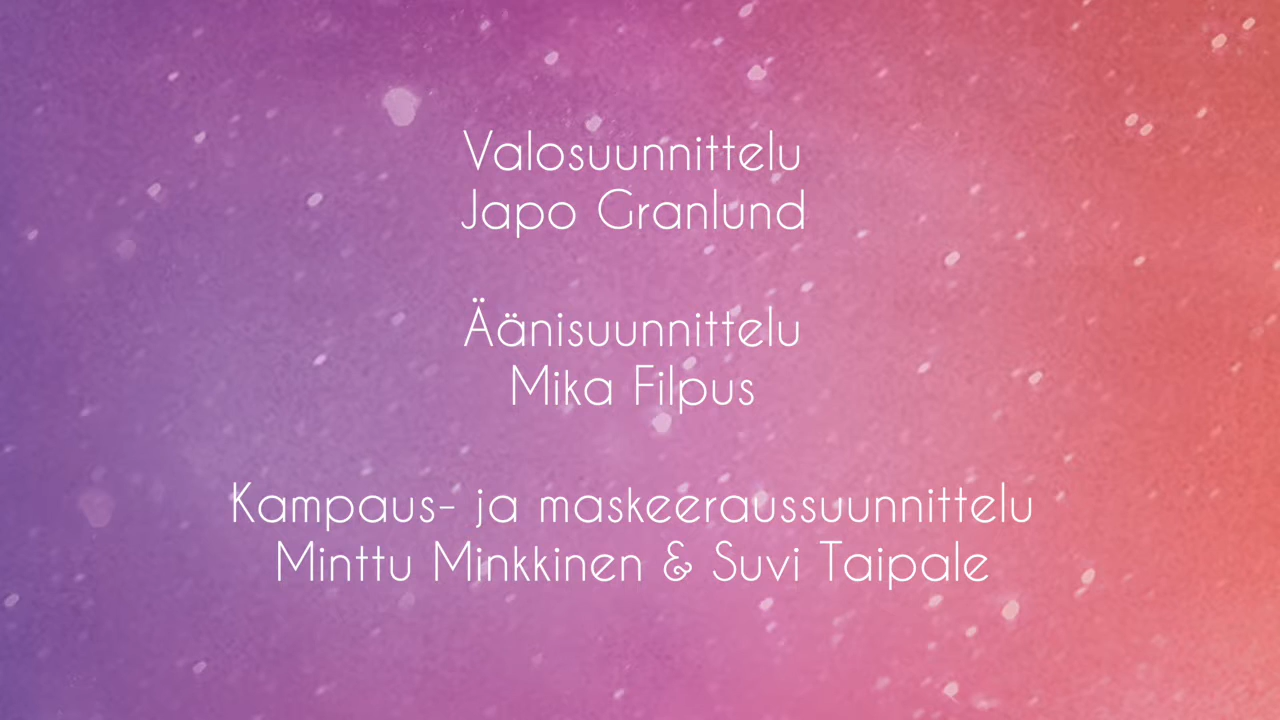 Valosuunnittelu
Japo Granlund
Äänisuunnittelu
Mika Filpus
Kampaus- ja maskeeraussuunnittelu
Minttu Minkkinen & Suvi Taipale